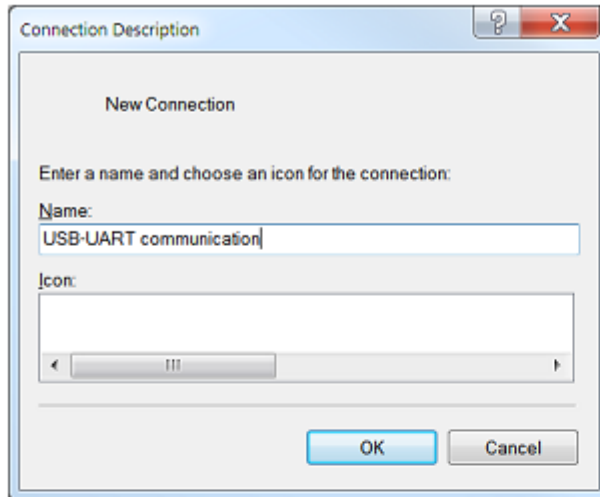 Connection Description
New Connection
Enter a name and choose an icon for the connection:
Name:
USB-UART communication
Icon:
OK
Cancel